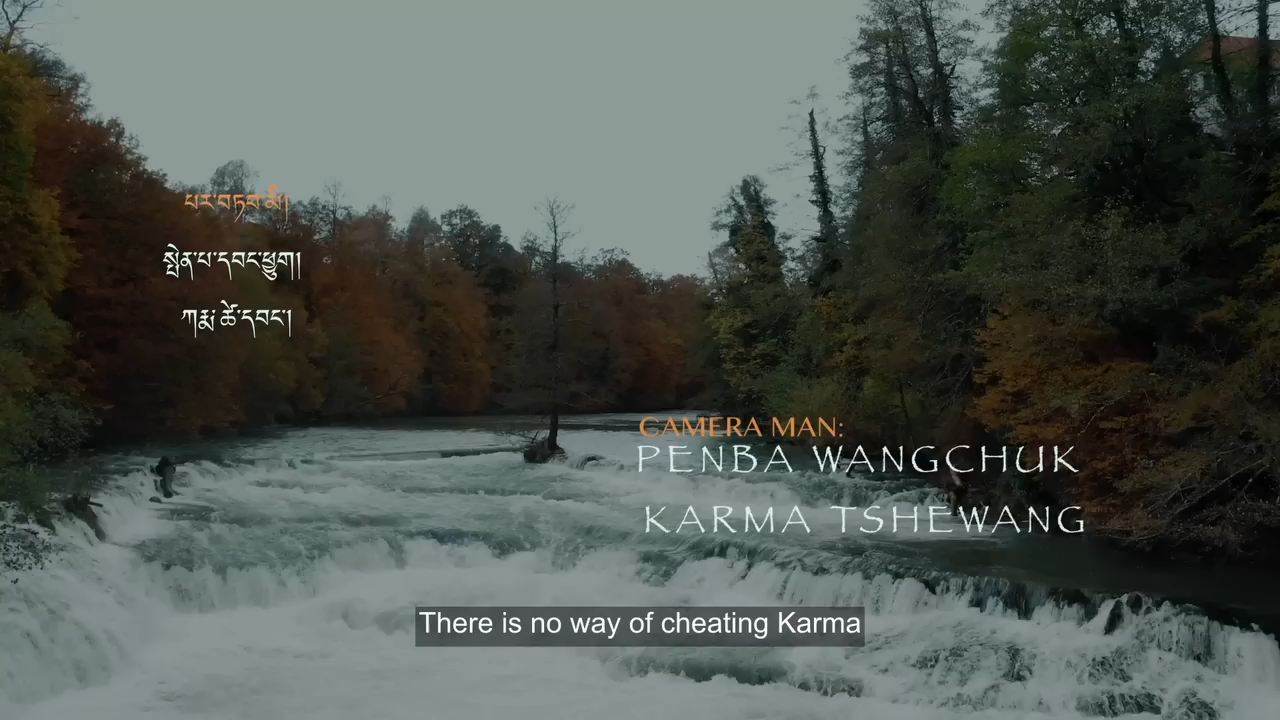 པར་བཏབ་མི།
སྤེན་པ་དབང་ཕྱུག།
ཀརྨ་ཚེ་དབང་།
CAMERA MAN:
PENBA WANGCHUK
KARMA TSHEWANG
There is no way of cheating Karma